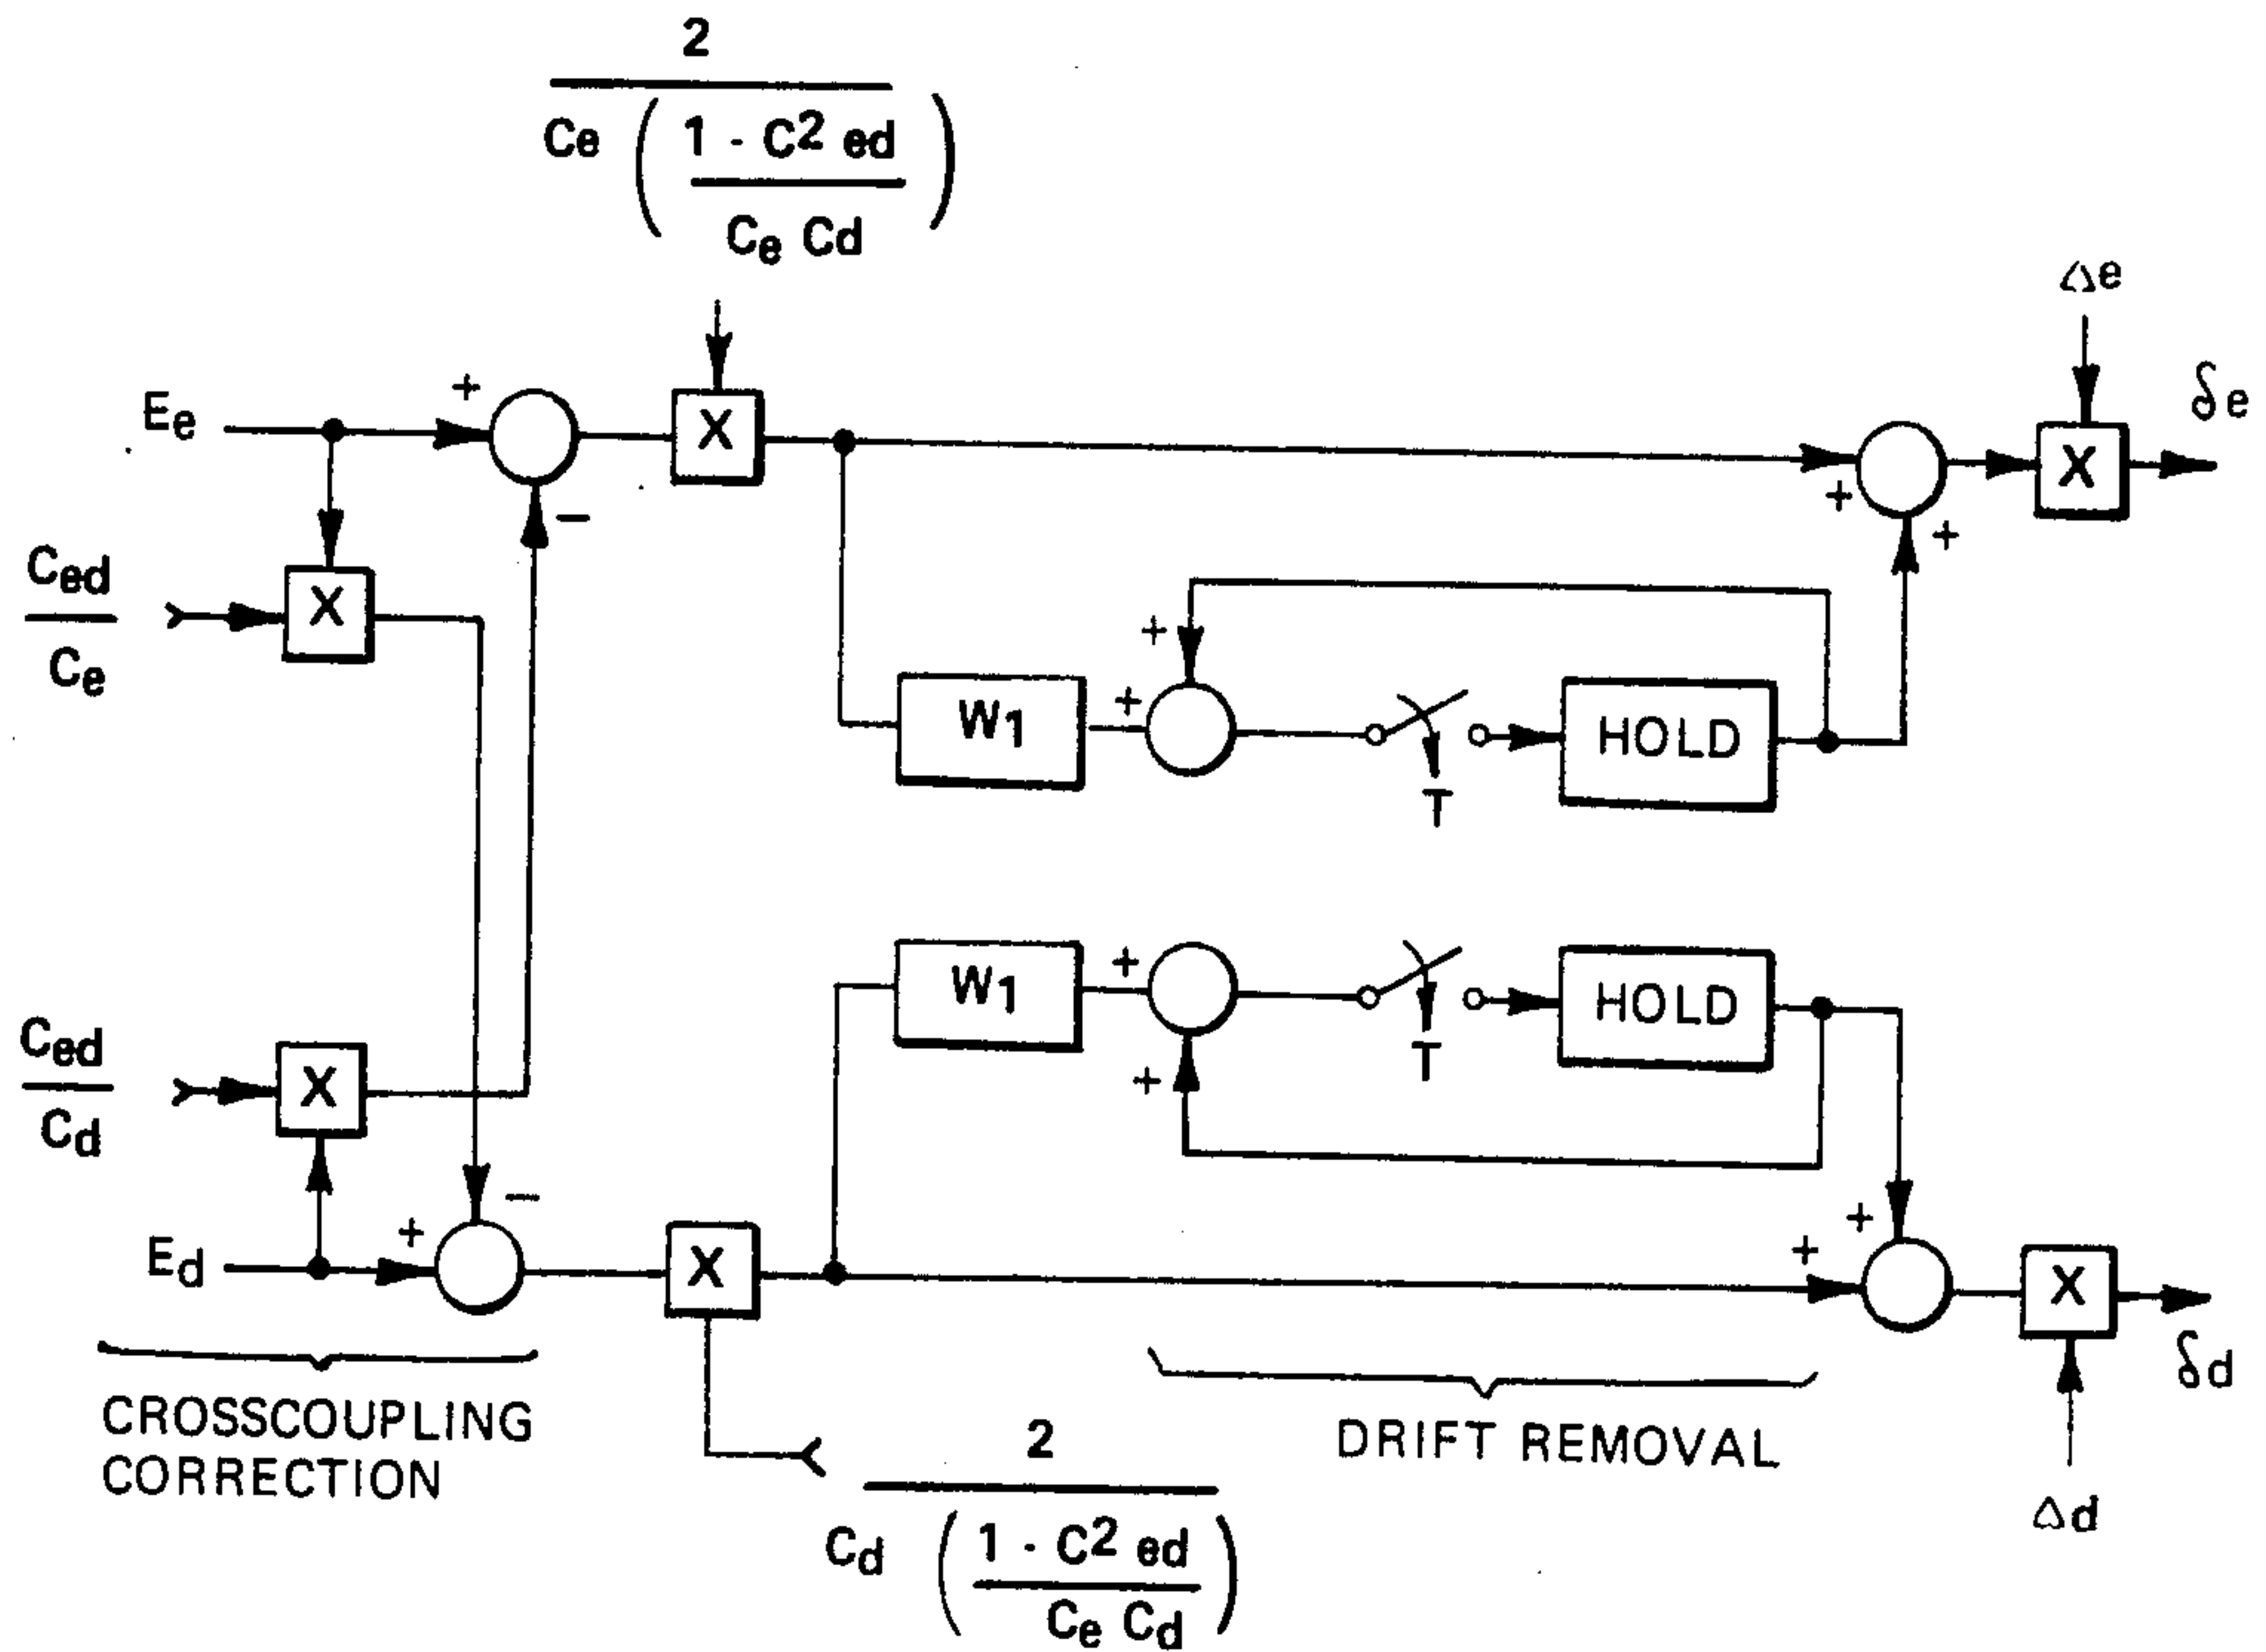 2
Ce ( 1 - C2 ed )
Ce Cd
Δe
Ee
+
X
+
+
X
δe
−
Ced
Ce
X
+
W1
+
T
HOLD
Ced
Cd
X
W1
+
+
T
HOLD
Ed
+
−
X
+
+
X
δd
CROSSCOUPLING
CORRECTION
DRIFT REMOVAL
2
Cd ( 1 - C2 ed )
Ce Cd
Δd